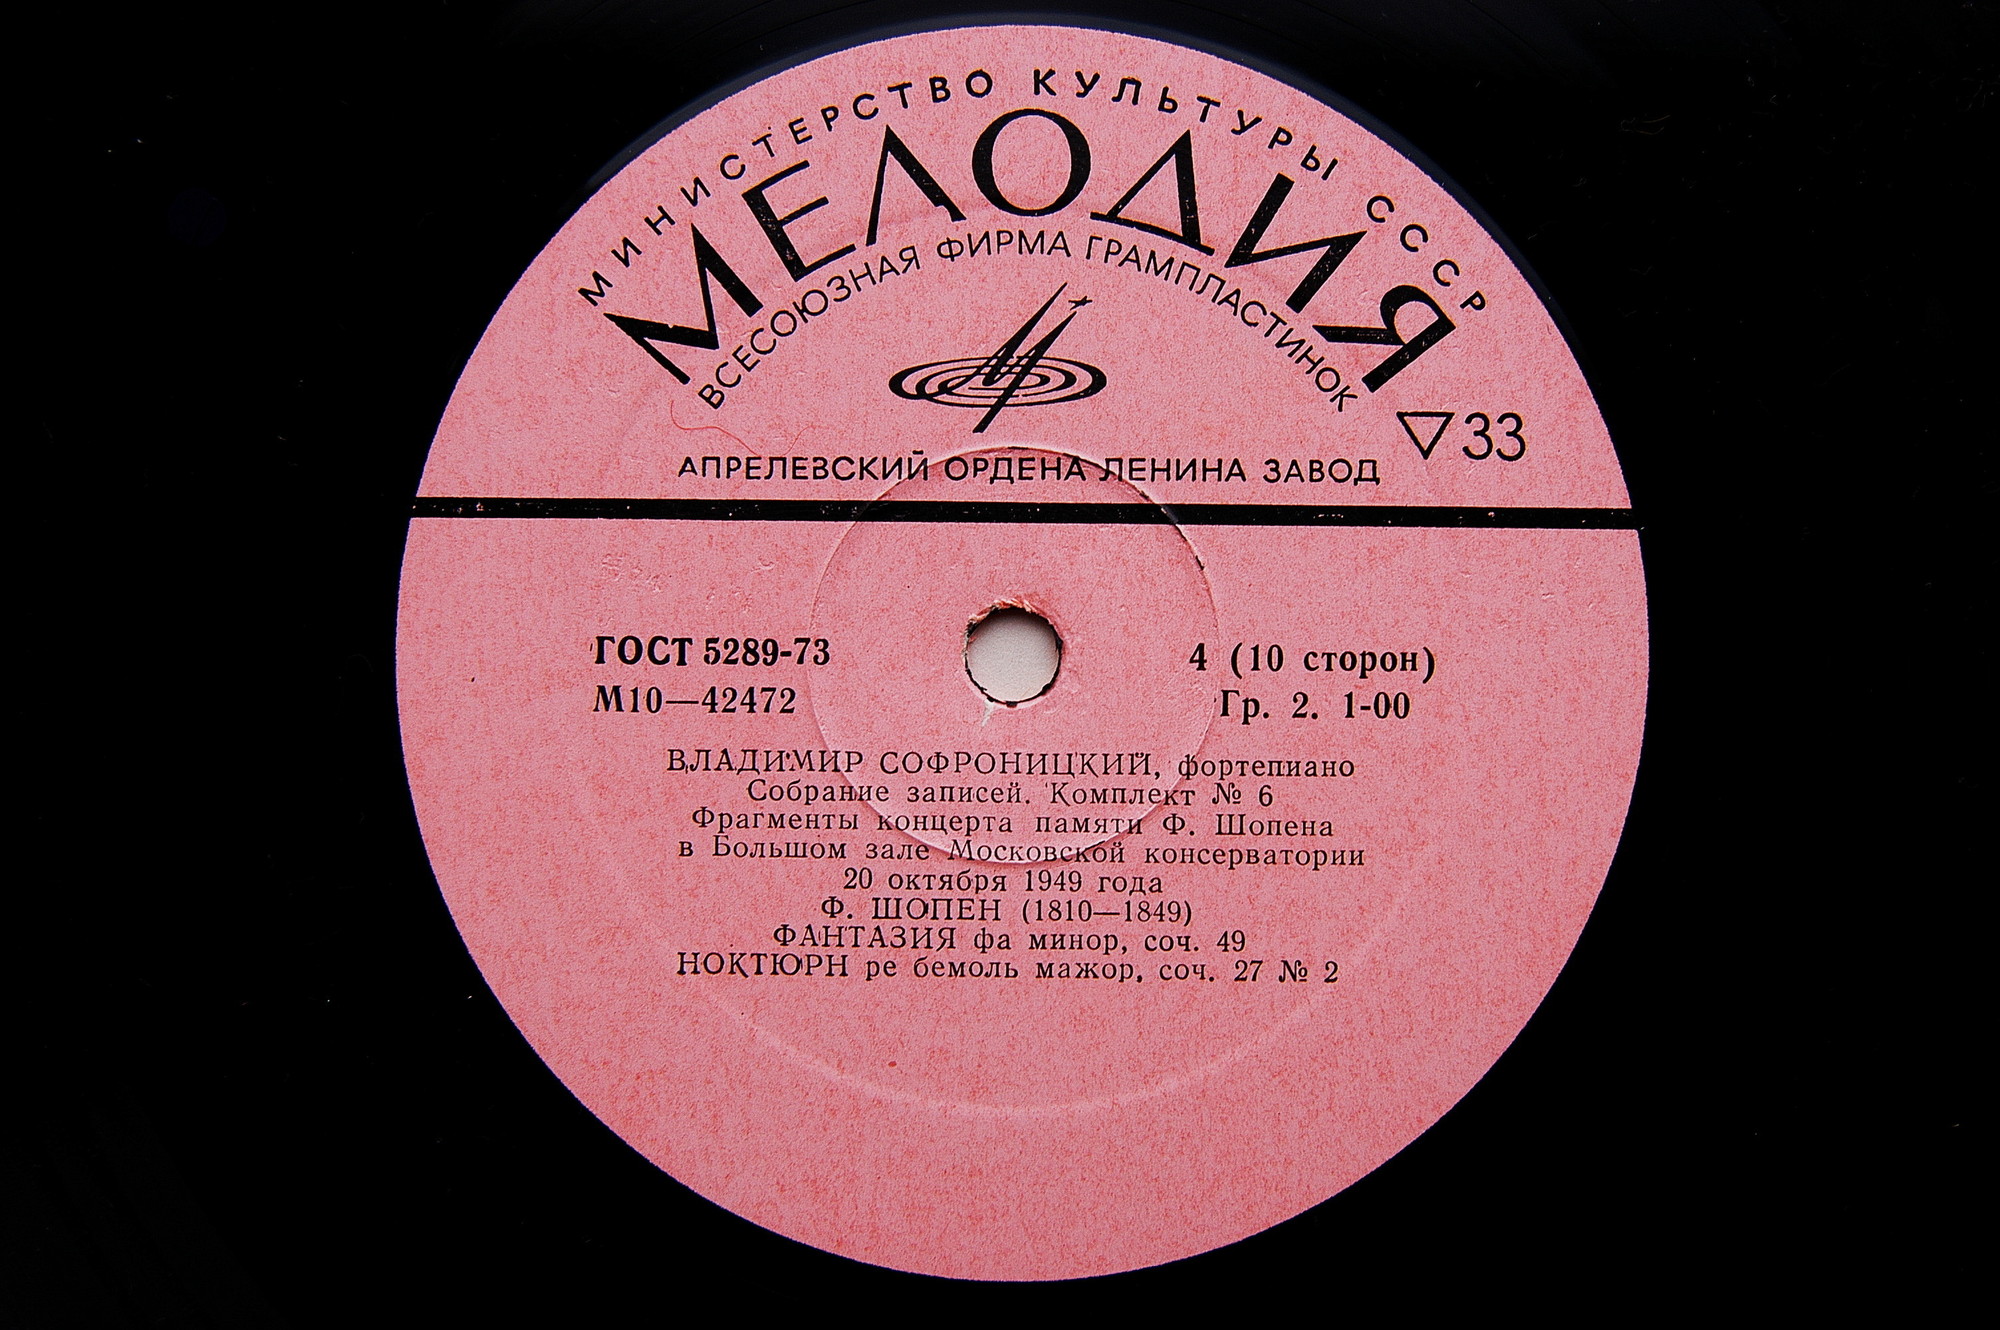 МИНИСТЕРСТВО КУЛЬТУРЫ СССР
МЕЛОДИЯ
ВСЕСОЮЗНАЯ ФИРМА ГРАМПЛАСТИНОК
33
АПРЕЛЕВСКИЙ ОРДЕНА ЛЕНИНА ЗАВОД
ГОСТ 5289-73
4 (10 сторон)
М10—42472
Гр. 2. 1-00
ВЛАДИМИР СОФРОНИЦКИЙ, фортепиано
Собрание записей. Комплект № 6
Фрагменты концерта памяти Ф. Шопена
в Большом зале Московской консерватории
20 октября 1949 года
Ф. ШОПЕН (1810—1849)
ФАНТАЗИЯ фа минор, соч. 49
НОКТЮРН ре бемоль мажор, соч. 27 № 2